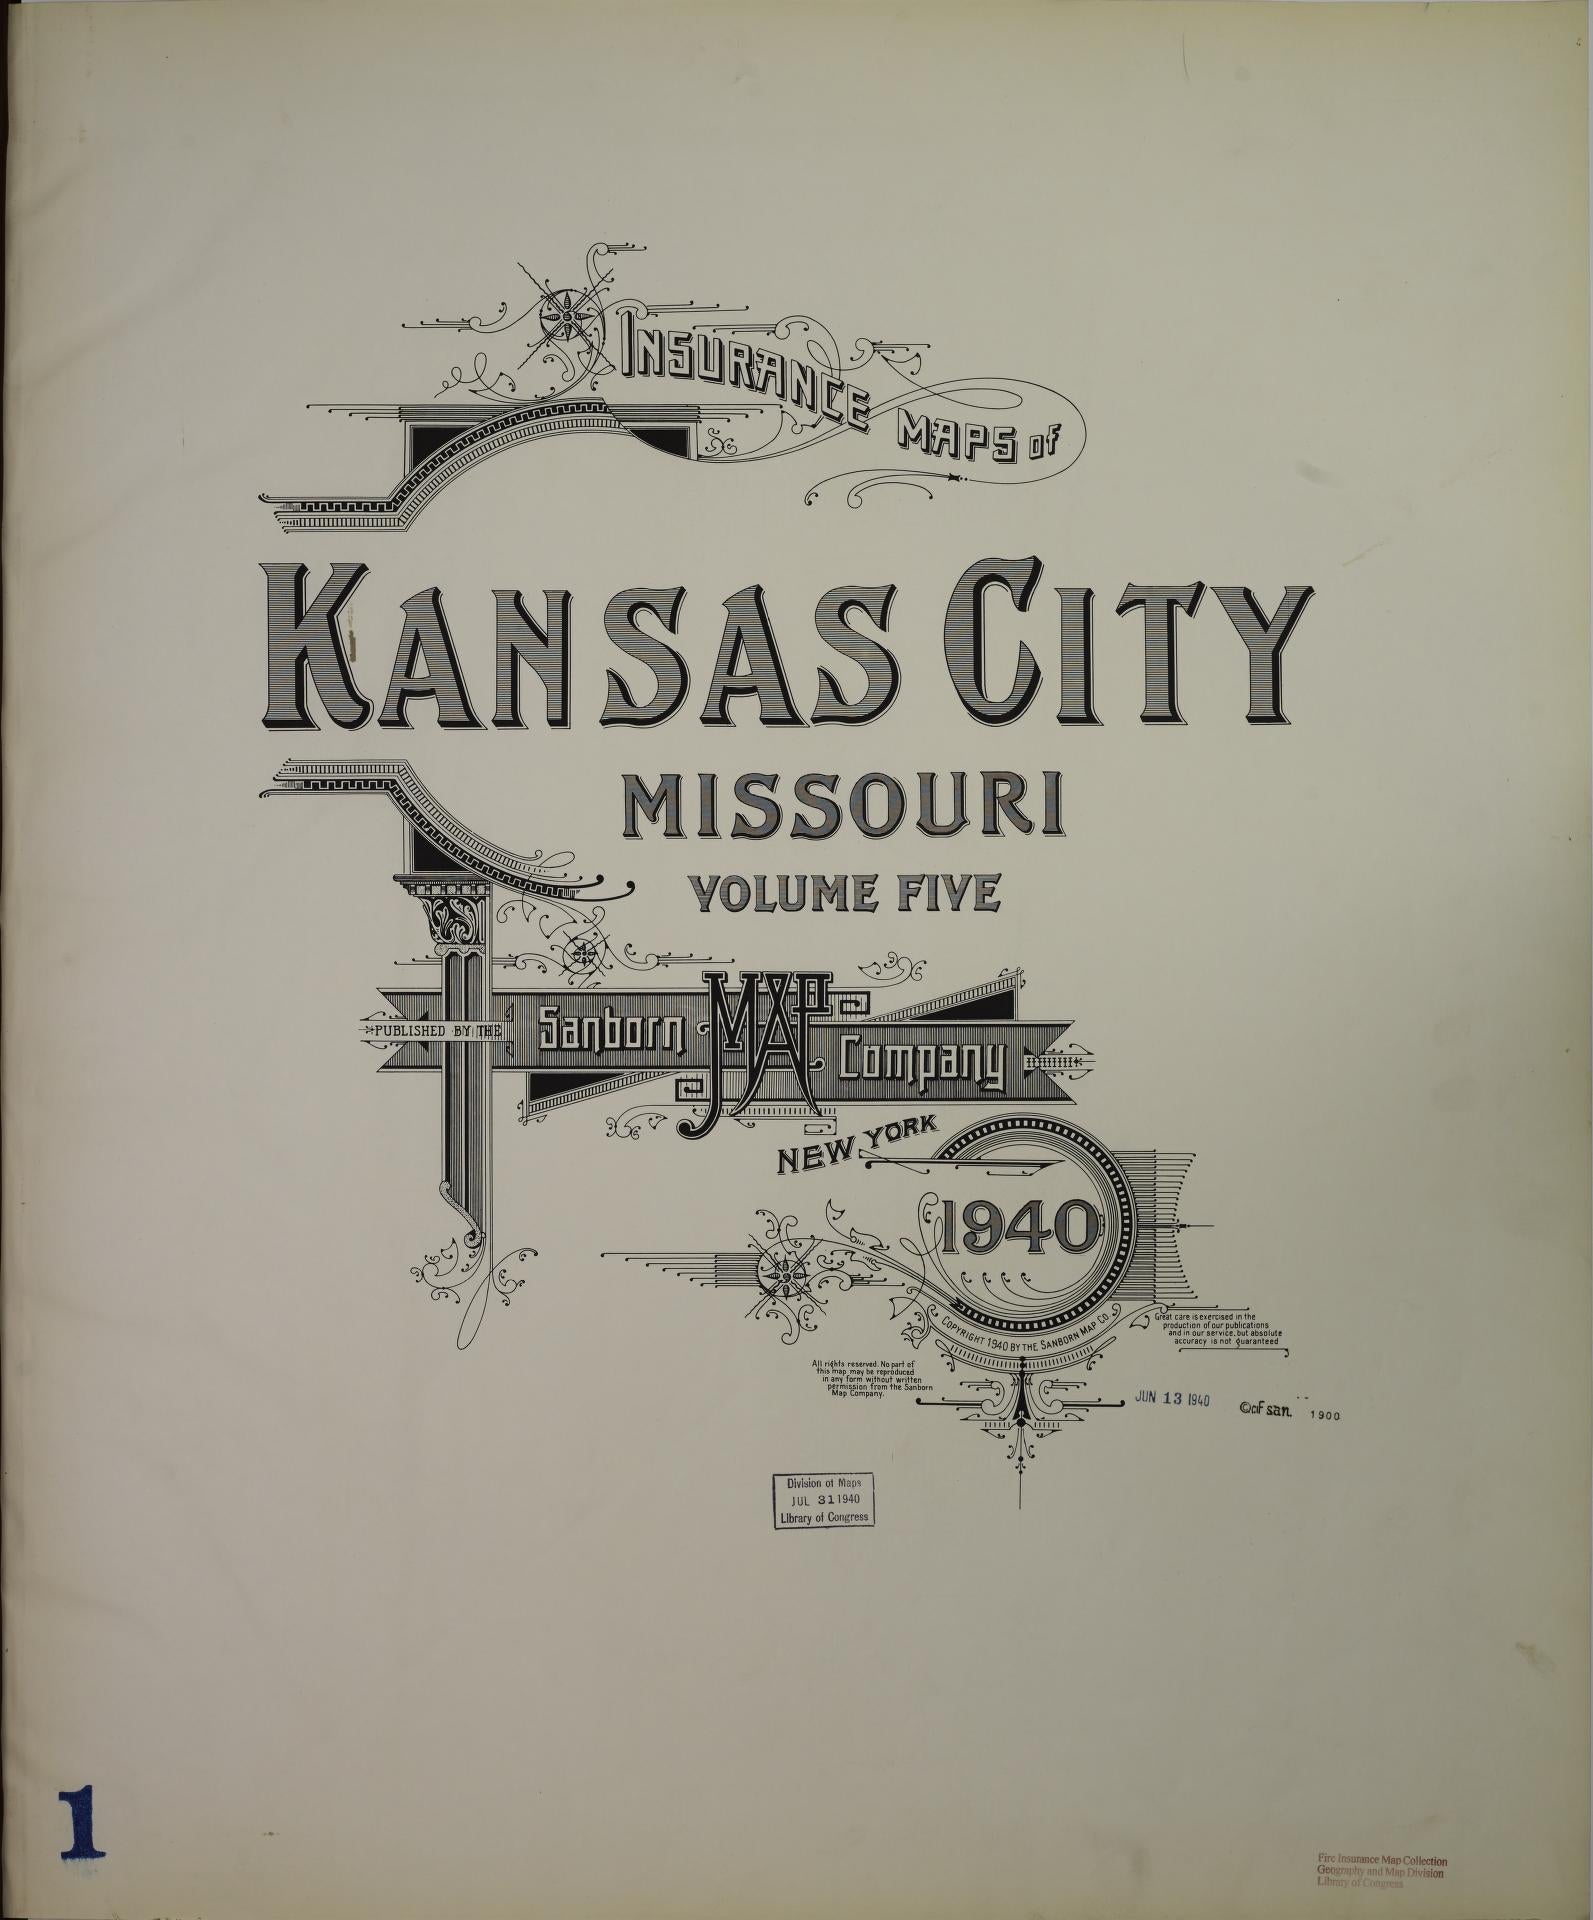 INSURANCE MAPS OF
KANSAS CITY
MISSOURI
VOLUME FIVE
PUBLISHED BY THE
Sanborn MAP Company
NEW YORK
1940
COPYRIGHT 1940 BY THE SANBORN MAP CO.
Great care is exercised in the
production of our publications
and in our service, but absolute
accuracy is not guaranteed
All rights reserved. No part of
this map may be reproduced
in any form without written
permission from the Sanborn
Map Company.
JUN 13 1940
1900
Division of Maps
JUL 31 1940
Library of Congress
1
Fire Insurance Map Collection
Geography and Map Division
Library of Congress